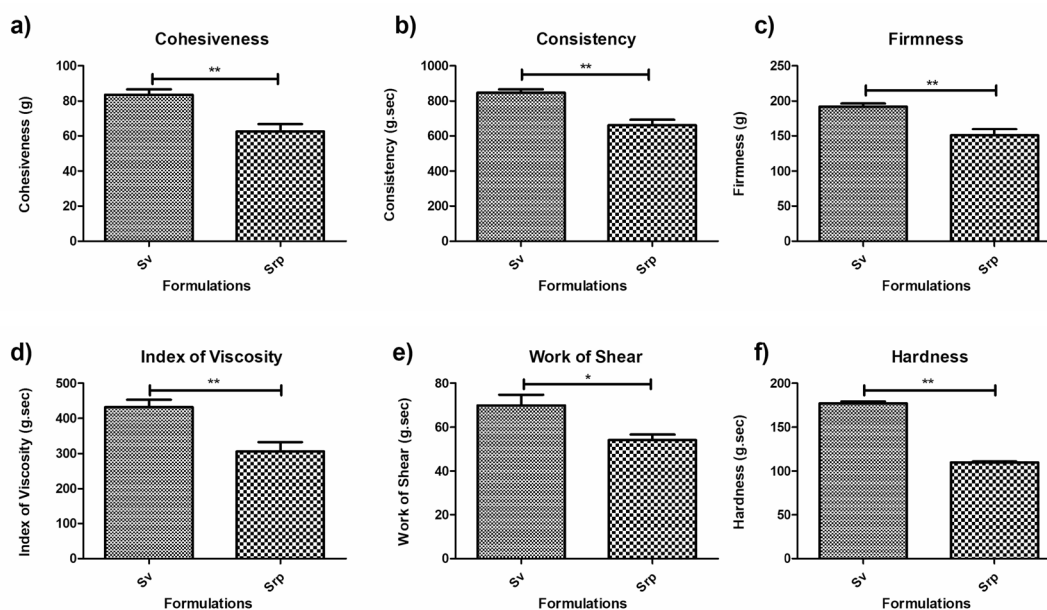 a)
Cohesiveness
**
100
80
60
40
20
0
Cohesiveness (g)
Sv
Srp
Formulations
b)
Consistency
**
1000
800
600
400
200
0
Consistency (g.sec)
Sv
Srp
Formulations
c)
Firmness
**
250
200
150
100
50
0
Firmness (g)
Sv
Srp
Formulations
d)
Index of Viscosity
**
500
400
300
200
100
0
Index of Viscosity (g.sec)
Sv
Srp
Formulations
e)
Work of Shear
*
80
60
40
20
0
Work of Shear (g.sec)
Sv
Srp
Formulations
f)
Hardness
**
200
150
100
50
0
Hardness (g.sec)
Sv
Srp
Formulations